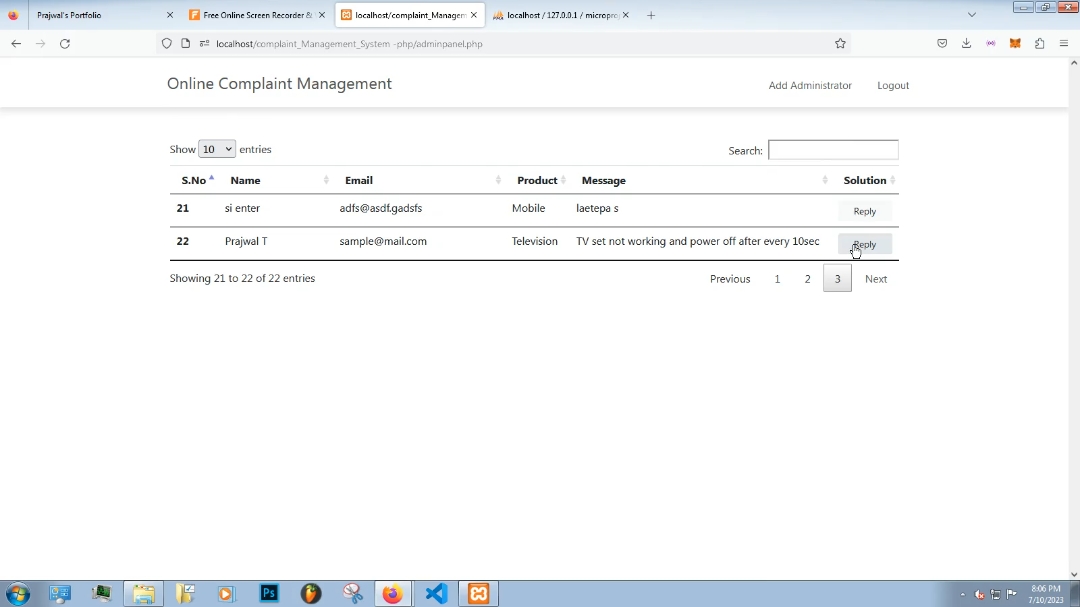 Prajwal's Portfolio
Free Online Screen Recorder &
localhost/complaint_Managem
localhost / 127.0.0.1 / micropro
localhost/complaint_Management_System -php/adminpanel.php
Online Complaint Management
Add Administrator Logout
Show 10 entries
Search:
S.No Name Email Product Message Solution
21 si enter adfs@asdf.gadsfs Mobile laetepa s Reply
22 Prajwal T sample@mail.com Television TV set not working and power off after every 10sec Reply
Showing 21 to 22 of 22 entries
Previous 1 2 3 Next
Ps
8:06 PM
7/10/2023